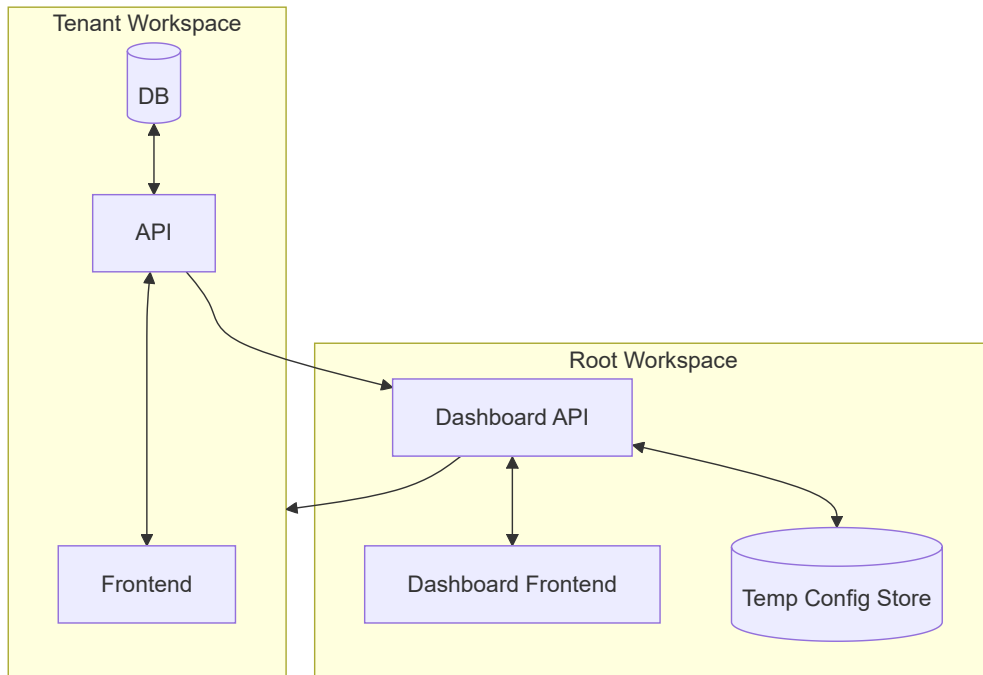 Tenant Workspace
DB
API
Root Workspace
Dashboard API
Frontend
Dashboard Frontend
Temp Config Store